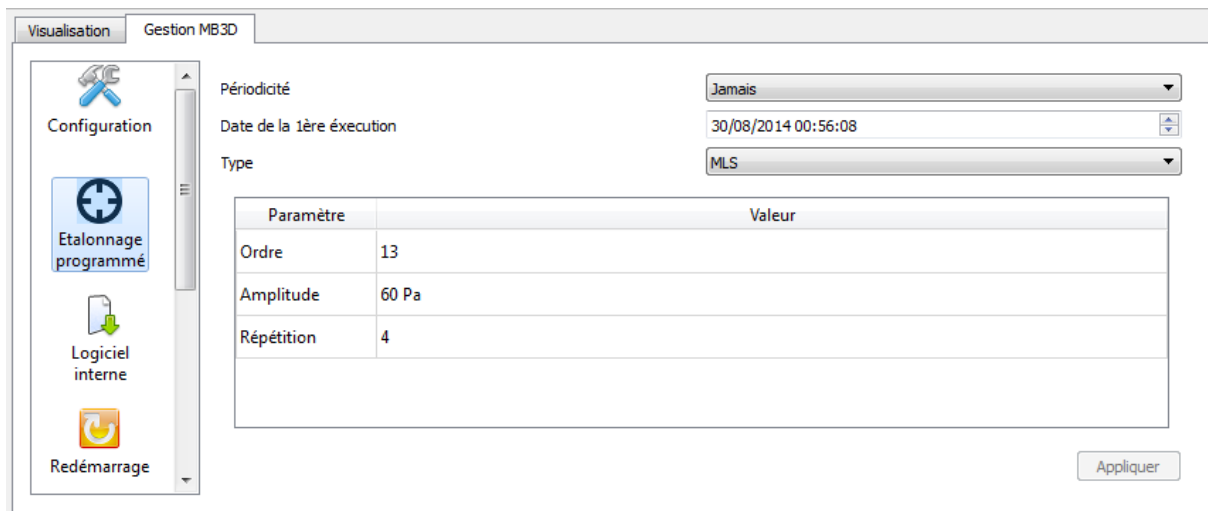 Visualisation Gestion MB3D
Configuration
Etalonnage
programmé
Logiciel
interne
Redémarrage
Périodicité Jamais
Date de la 1ère éxecution 30/08/2014 00:56:08
Type MLS
Paramètre Valeur
Ordre 13
Amplitude 60 Pa
Répétition 4
Appliquer